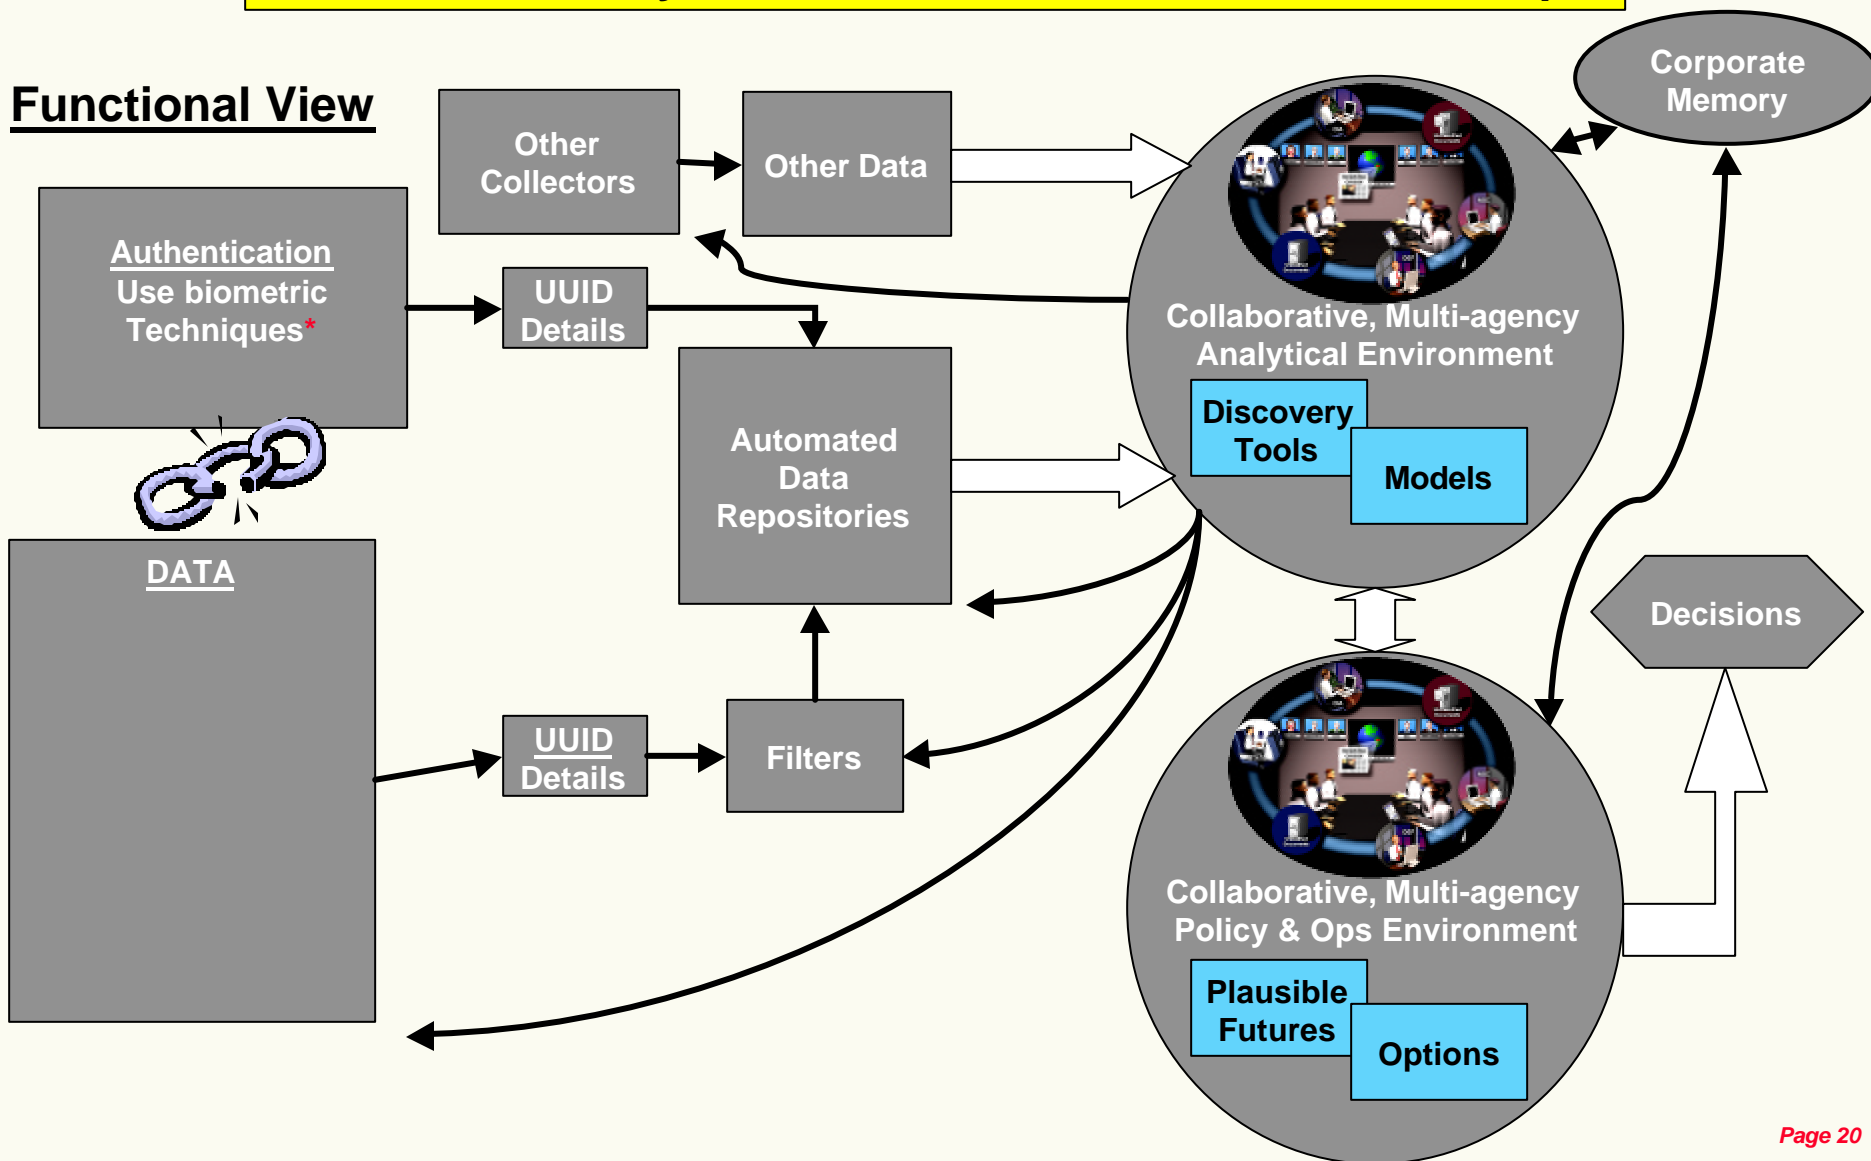 Functional View
Corporate
Memory
Other
Collectors
Other Data
Authentication
Use biometric
Techniques*
UUID
Details
Collaborative, Multi-agency
Analytical Environment
Discovery
Tools
Models
Automated
Data
Repositories
DATA
Decisions
UUID
Details
Filters
Collaborative, Multi-agency
Policy & Ops Environment
Plausible
Futures
Options
Page 20